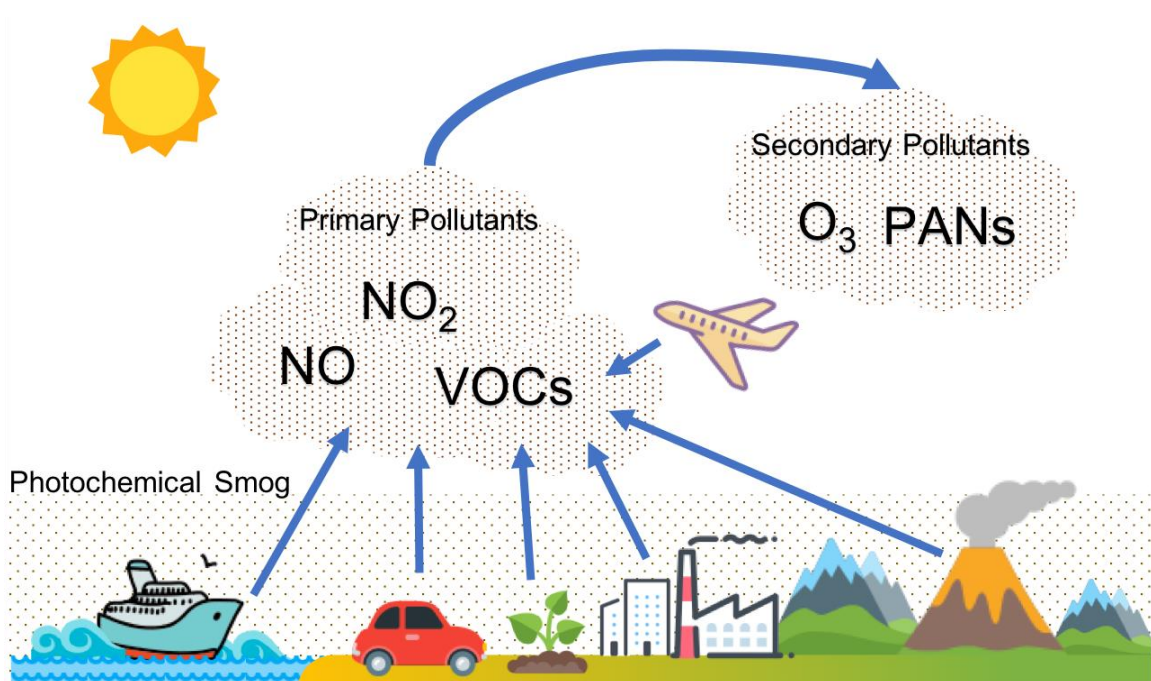 Secondary Pollutants
O₃ PANs
Primary Pollutants
NO₂
NO
VOCs
Photochemical Smog